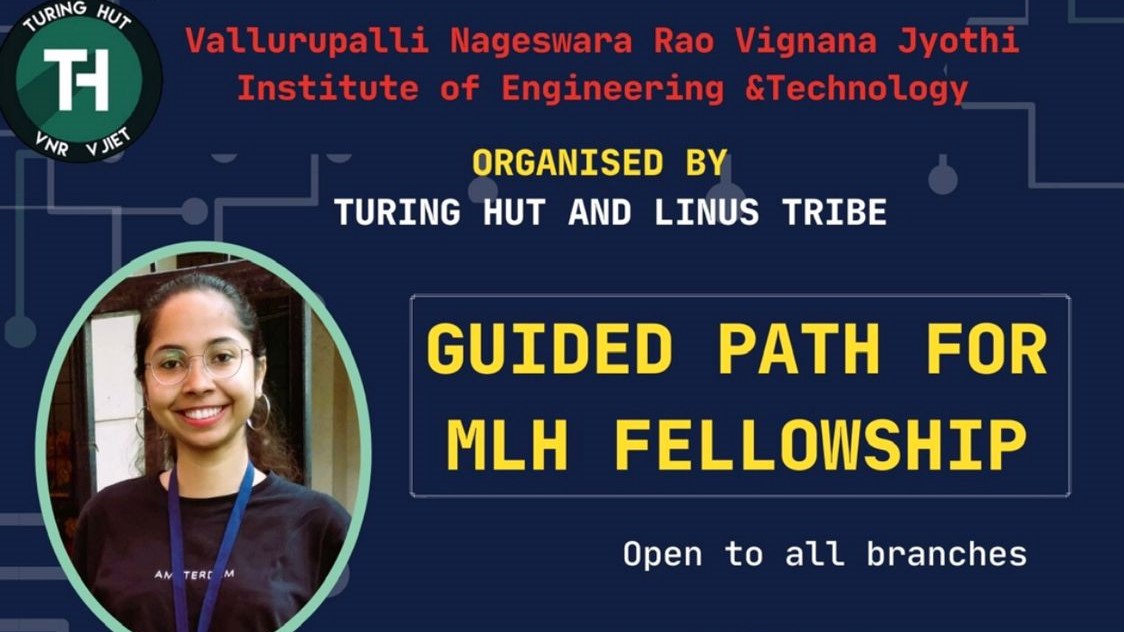 TURING HUT
TH
VNR VJIET
Vallurupalli Nageswara Rao Vignana Jyothi
Institute of Engineering &Technology
ORGANISED BY
TURING HUT AND LINUS TRIBE
GUIDED PATH FOR
MLH FELLOWSHIP
Open to all branches
AMSTERDAM